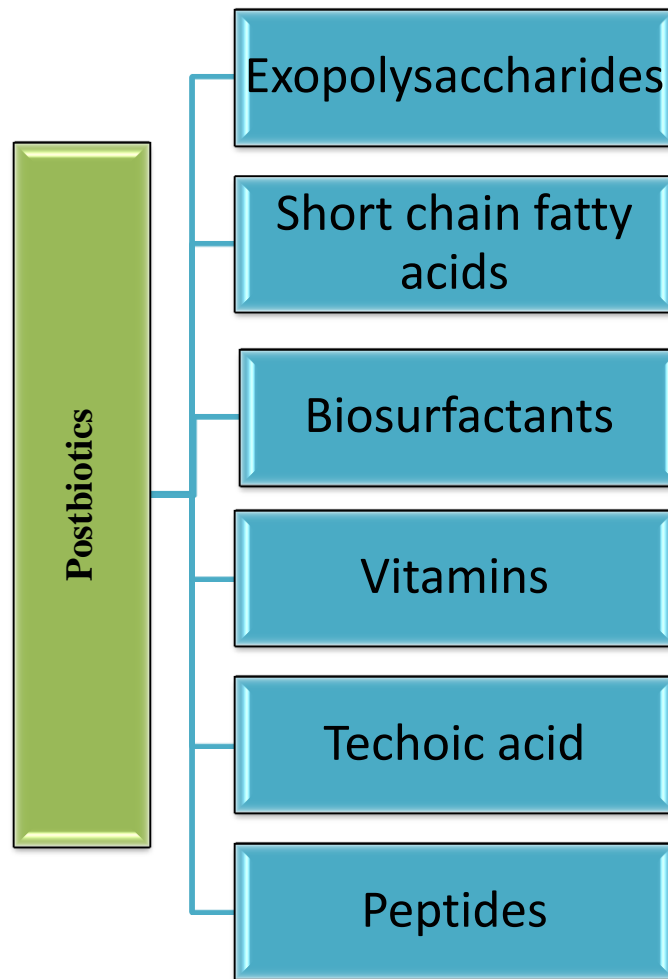 Postbiotics
Exopolysaccharides
Short chain fatty
acids
Biosurfactants
Vitamins
Techoic acid
Peptides